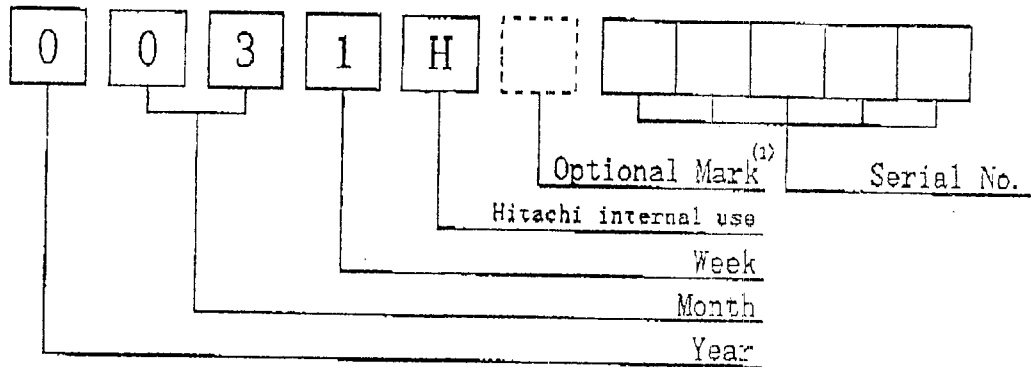 0 0 3 1 H
Optional Mark(1)
Serial No.
Hitachi internal use
Week
Month
Year